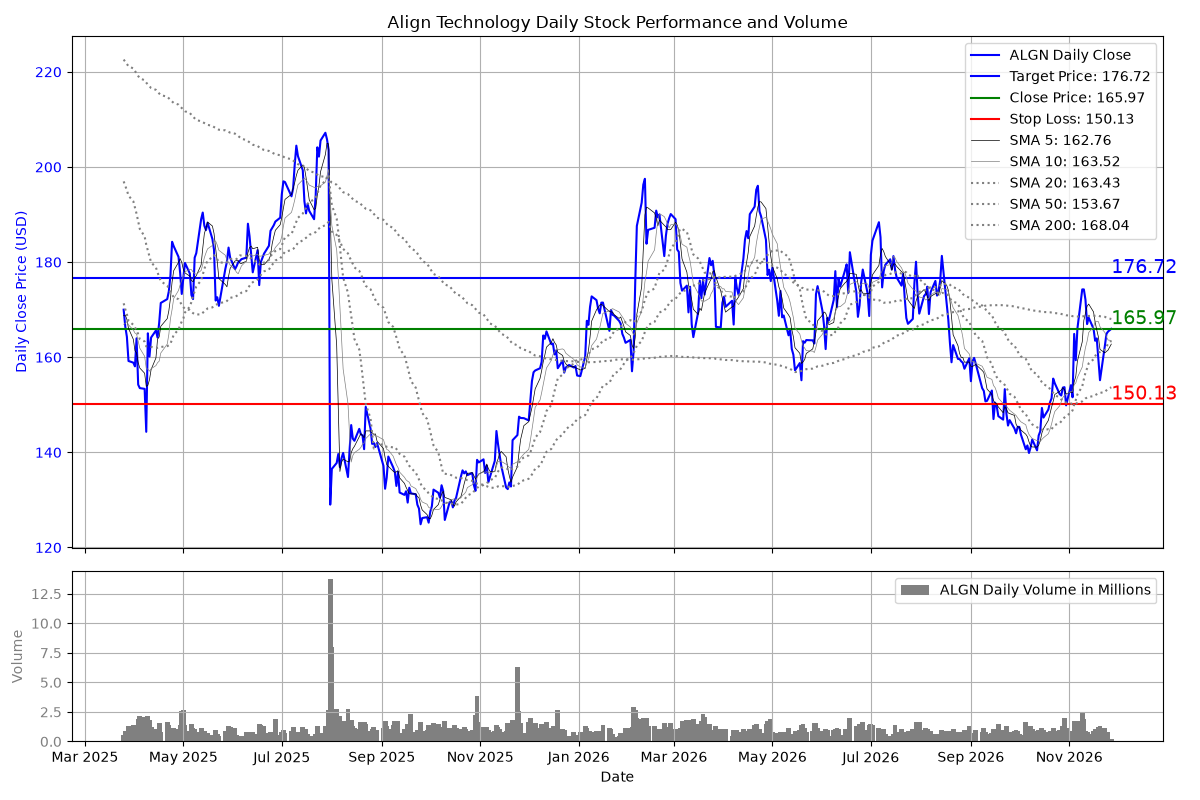 Align Technology Daily Stock Performance and Volume
Daily Close Price (USD)
220
200
180
160
140
120
ALGN Daily Close
Target Price: 176.72
Close Price: 165.97
Stop Loss: 150.13
SMA 5: 162.76
SMA 10: 163.52
SMA 20: 163.43
SMA 50: 153.67
SMA 200: 168.04
176.72
165.97
150.13
Volume
12.5
10.0
7.5
5.0
2.5
0.0
ALGN Daily Volume in Millions
Mar 2025 May 2025 Jul 2025 Sep 2025 Nov 2025 Jan 2026 Mar 2026 May 2026 Jul 2026 Sep 2026 Nov 2026
Date